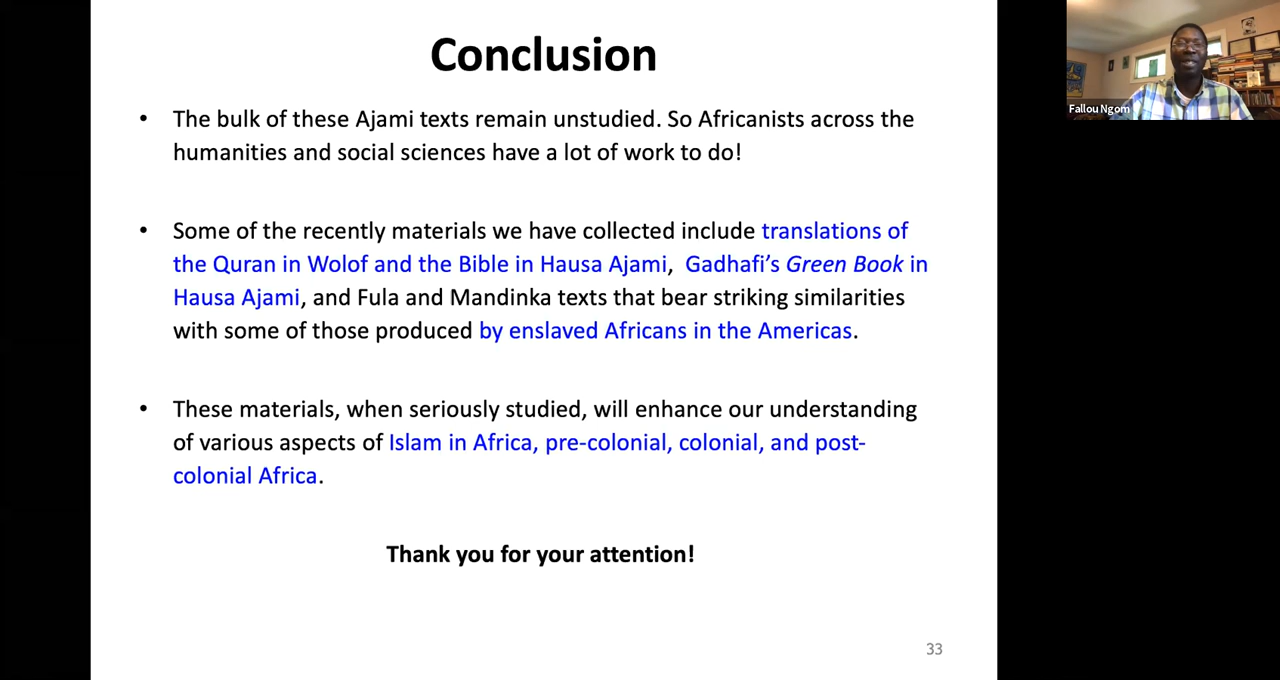 Conclusion
• The bulk of these Ajami texts remain unstudied. So Africanists across the
humanities and social sciences have a lot of work to do!
• Some of the recently materials we have collected include translations of
the Quran in Wolof and the Bible in Hausa Ajami, Gadhafi’s Green Book in
Hausa Ajami, and Fula and Mandinka texts that bear striking similarities
with some of those produced by enslaved Africans in the Americas.
• These materials, when seriously studied, will enhance our understanding
of various aspects of Islam in Africa, pre-colonial, colonial, and post-
colonial Africa.
Thank you for your attention!
33
Fallou Ngom